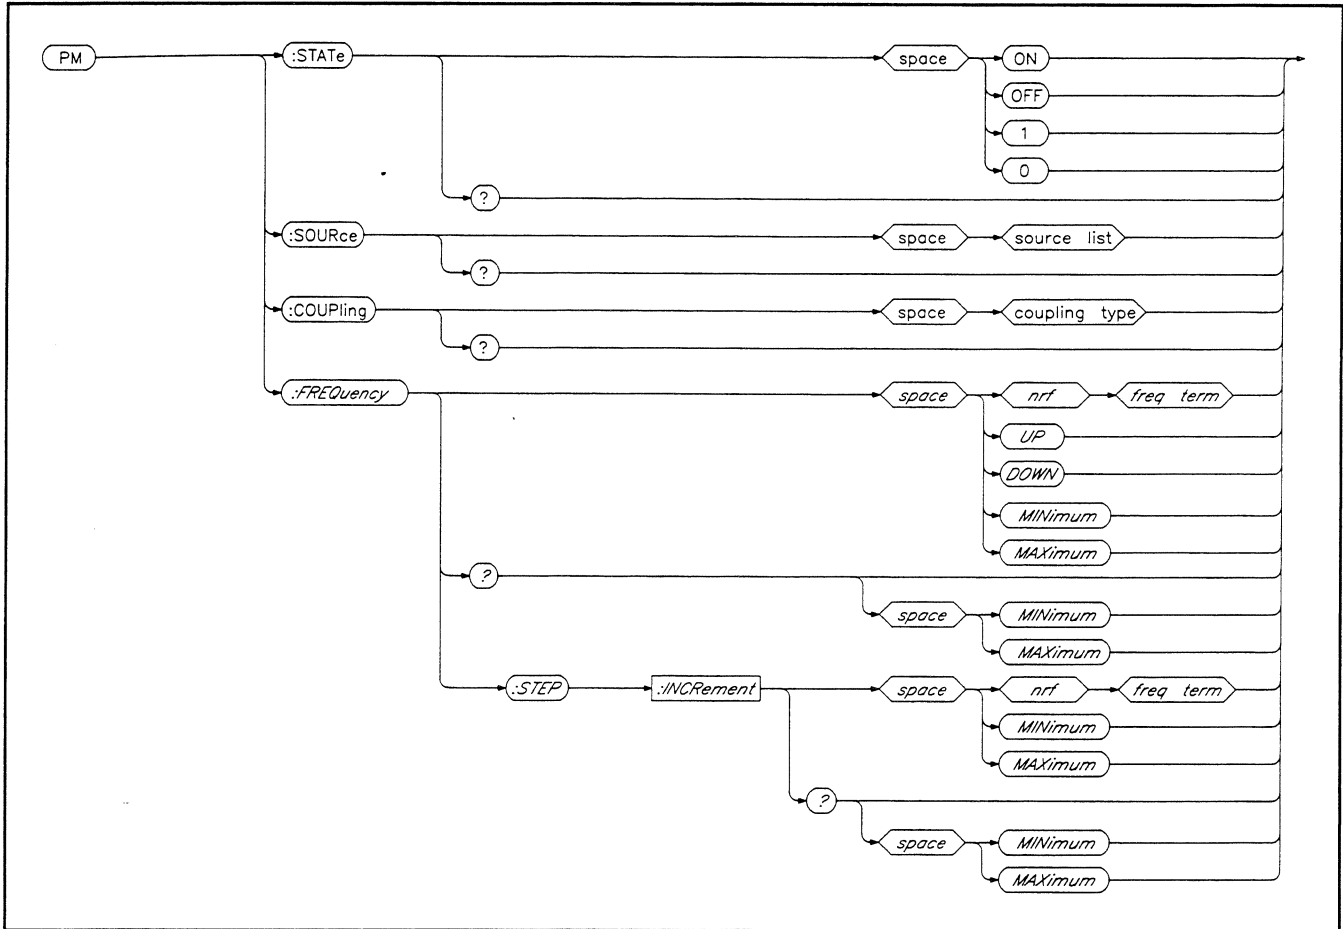 PM :STATe space ON
OFF
1
0
?
:SOURce space source list
?
:COUPling space coupling type
?
:FREQuency space nrf freq term
UP
DOWN
MINimum
MAXimum
?
space MINimum
MAXimum
:STEP :INCRement space nrf freq term
MINimum
MAXimum
?
space MINimum
MAXimum